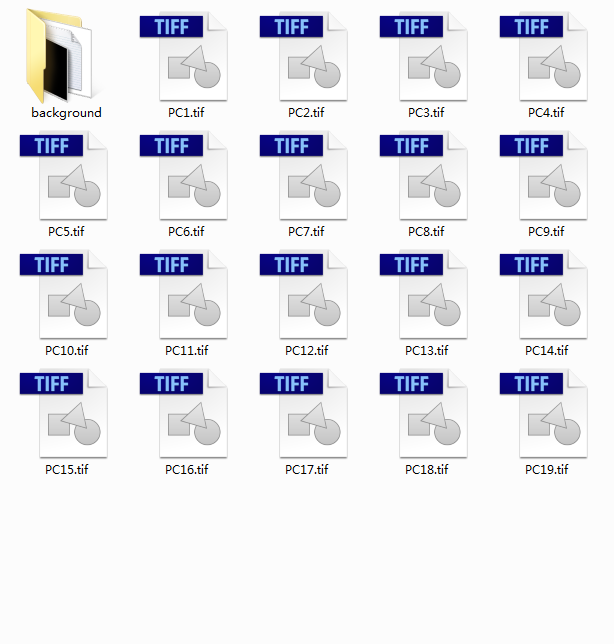 TIFF TIFF TIFF TIFF
background PC1.tif PC2.tif PC3.tif PC4.tif
TIFF TIFF TIFF TIFF TIFF
PC5.tif PC6.tif PC7.tif PC8.tif PC9.tif
TIFF TIFF TIFF TIFF TIFF
PC10.tif PC11.tif PC12.tif PC13.tif PC14.tif
TIFF TIFF TIFF TIFF TIFF
PC15.tif PC16.tif PC17.tif PC18.tif PC19.tif